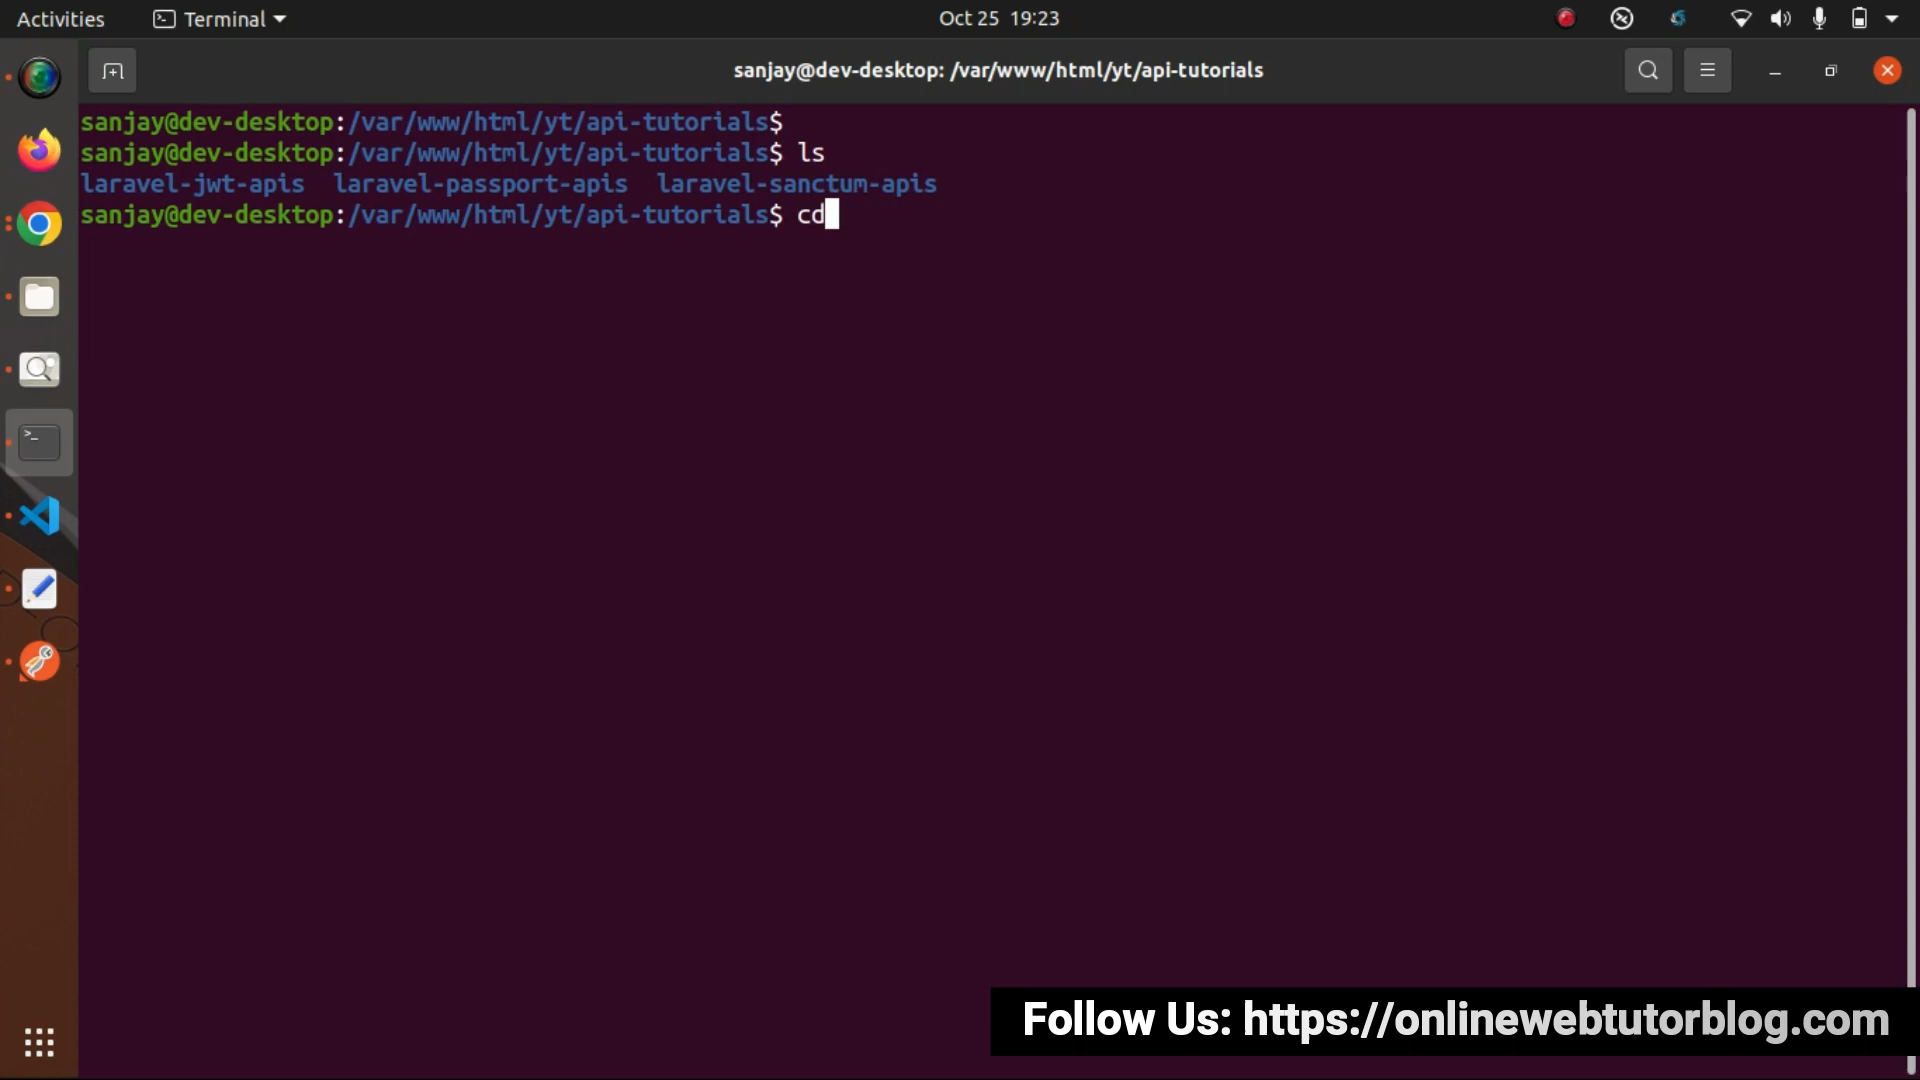 Activities Terminal Oct 25 19:23
sanjay@dev-desktop: /var/www/html/yt/api-tutorials
sanjay@dev-desktop:/var/www/html/yt/api-tutorials$
sanjay@dev-desktop:/var/www/html/yt/api-tutorials$ ls
laravel-jwt-apis laravel-passport-apis laravel-sanctum-apis
sanjay@dev-desktop:/var/www/html/yt/api-tutorials$ cd
Follow Us: https://onlinewebtutorblog.com